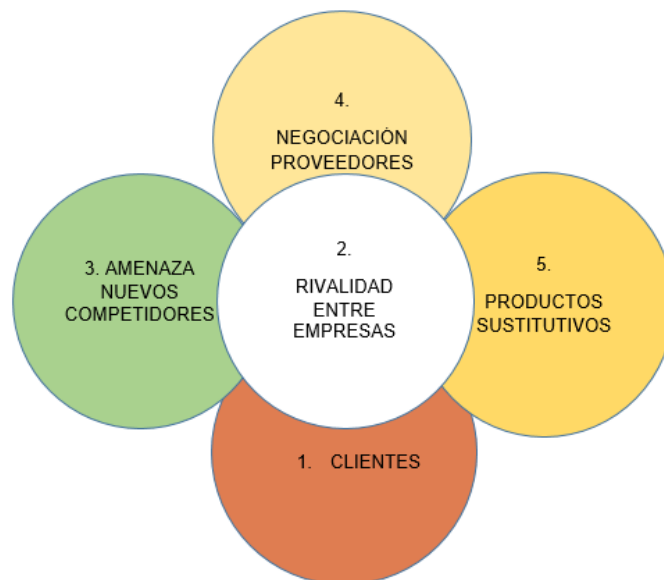 4.
NEGOCIACIÓN
PROVEEDORES
3. AMENAZA
NUEVOS
COMPETIDORES
2.
RIVALIDAD
ENTRE
EMPRESAS
5.
PRODUCTOS
SUSTITUTIVOS
1. CLIENTES